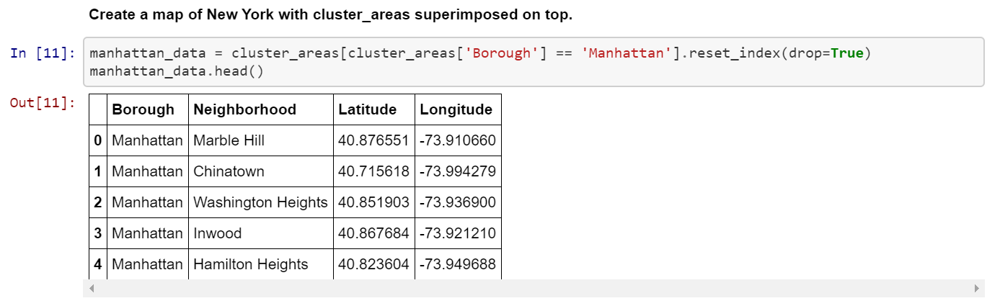 Create a map of New York with cluster_areas superimposed on top.
In [11]: manhattan_data = cluster_areas[cluster_areas['Borough'] == 'Manhattan'].reset_index(drop=True)
manhattan_data.head()
Out[11]:
Borough Neighborhood Latitude Longitude
0 Manhattan Marble Hill 40.876551 -73.910660
1 Manhattan Chinatown 40.715618 -73.994279
2 Manhattan Washington Heights 40.851903 -73.936900
3 Manhattan Inwood 40.867684 -73.921210
4 Manhattan Hamilton Heights 40.823604 -73.949688